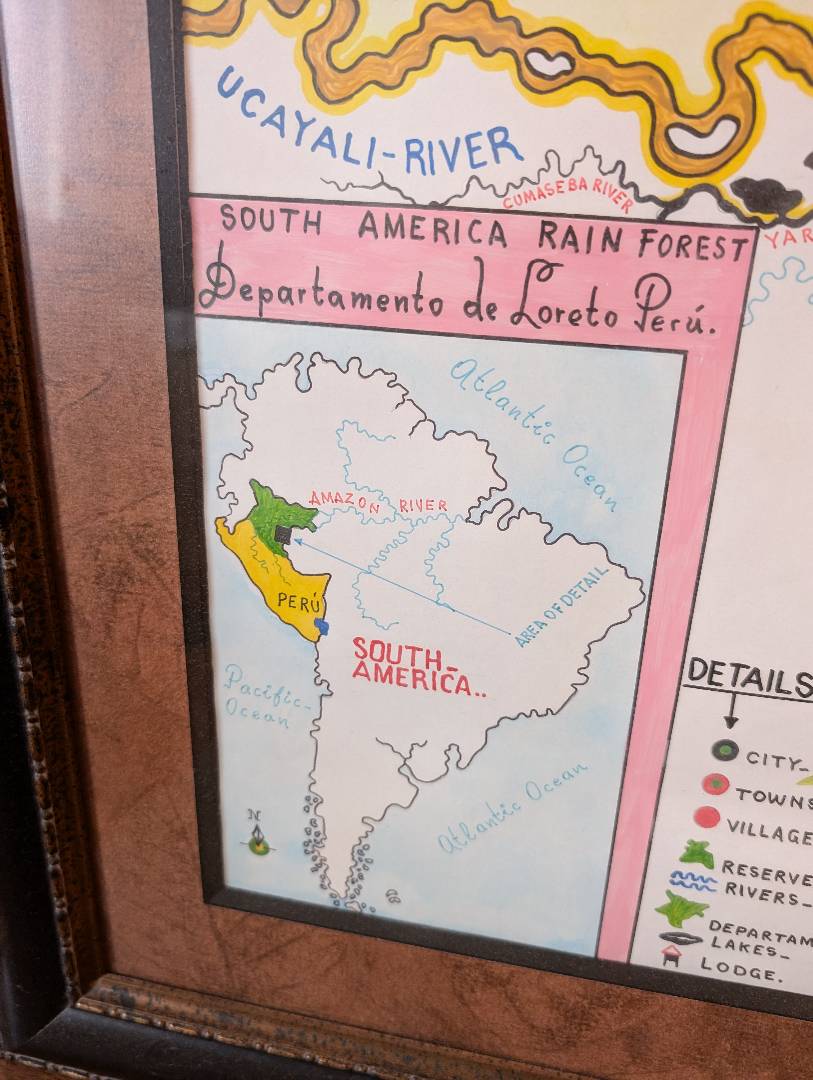 UCAYALI-RIVER
CUMASEBA RIVER
SOUTH AMERICA RAIN FOREST
Departamento de Loreto Perú.
Atlantic Ocean
AMAZON RIVER
PERÚ
AREA OF DETAIL
SOUTH-
AMERICA..
Pacific-
Ocean
Atlantic Ocean
N
DETAILS
CITY-
TOWNS
VILLAGE
RESERVE
RIVERS-
LAKES-
LODGE.